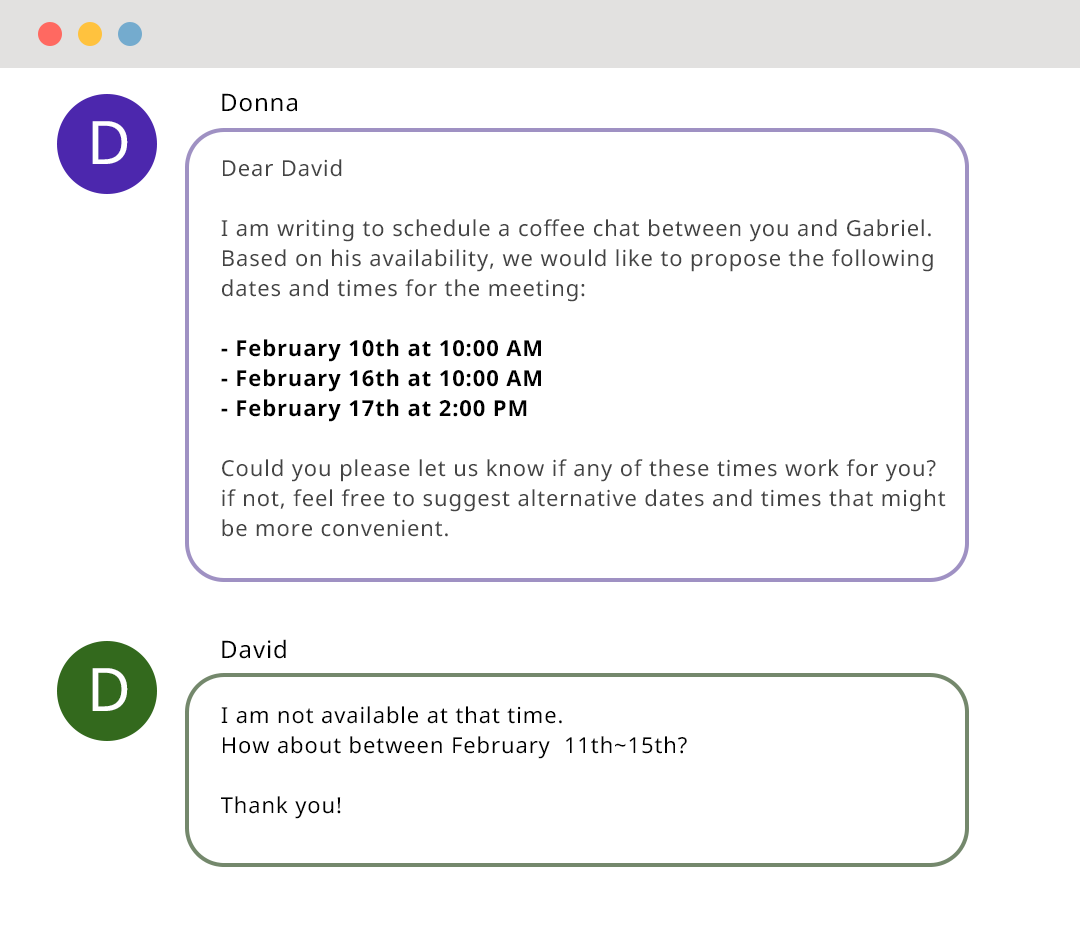 Donna
D
Dear David
I am writing to schedule a coffee chat between you and Gabriel.
Based on his availability, we would like to propose the following
dates and times for the meeting:
- February 10th at 10:00 AM
- February 16th at 10:00 AM
- February 17th at 2:00 PM
Could you please let us know if any of these times work for you?
if not, feel free to suggest alternative dates and times that might
be more convenient.
David
D
I am not available at that time.
How about between February  11th~15th?
Thank you!